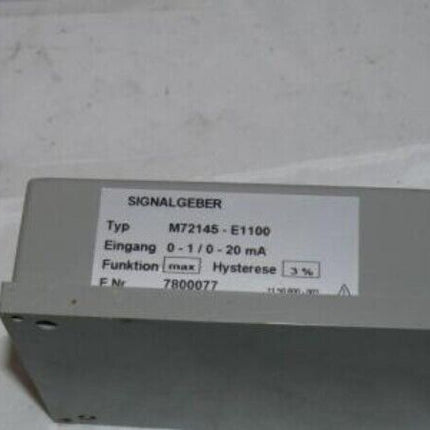 SIGNALGEBER
Typ M72145 - E1100
Eingang 0 - 1 / 0 - 20 mA
Funktion max Hysterese 3 %
F.Nr. 7800077